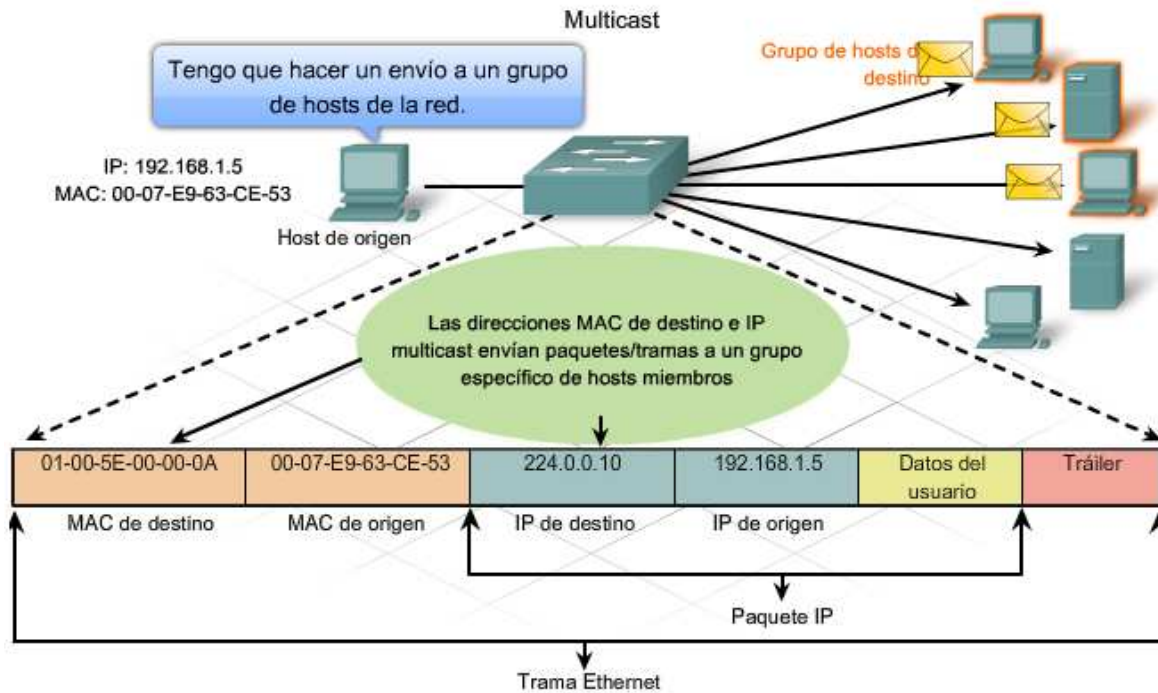 Multicast
Tengo que hacer un envío a un grupo
de hosts de la red.
Grupo de hosts d
destino
IP: 192.168.1.5
MAC: 00-07-E9-63-CE-53
Host de origen
Las direcciones MAC de destino e IP
multicast envían paquetes/tramas a un grupo
específico de hosts miembros
01-00-5E-00-00-0A
00-07-E9-63-CE-53
224.0.0.10
192.168.1.5
Datos del
usuario
Tráiler
MAC de destino
MAC de origen
IP de destino
IP de origen
Paquete IP
Trama Ethernet